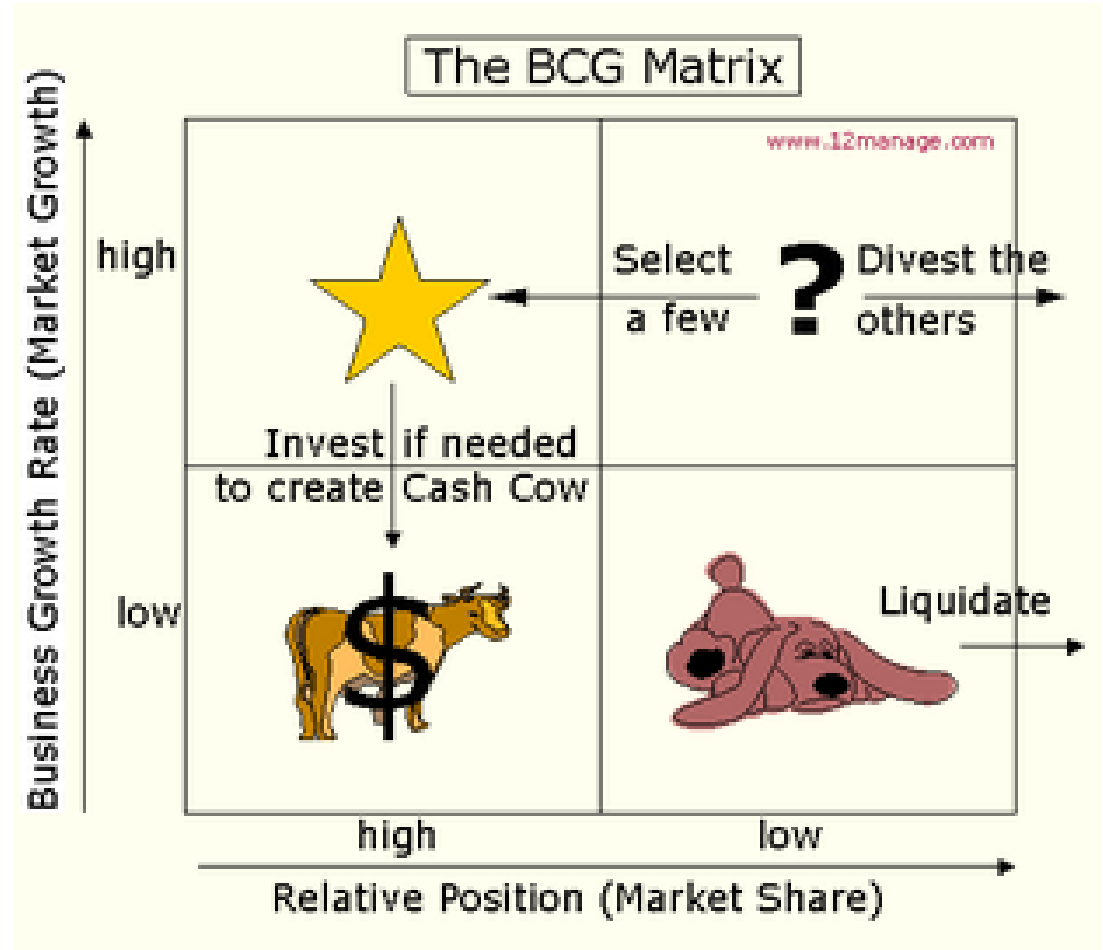 The BCG Matrix
www.12manage.com
Business Growth Rate (Market Growth)
high
Select
a few
?
Divest the
others
Invest if needed
to create Cash Cow
low
$
Liquidate
high
low
Relative Position (Market Share)